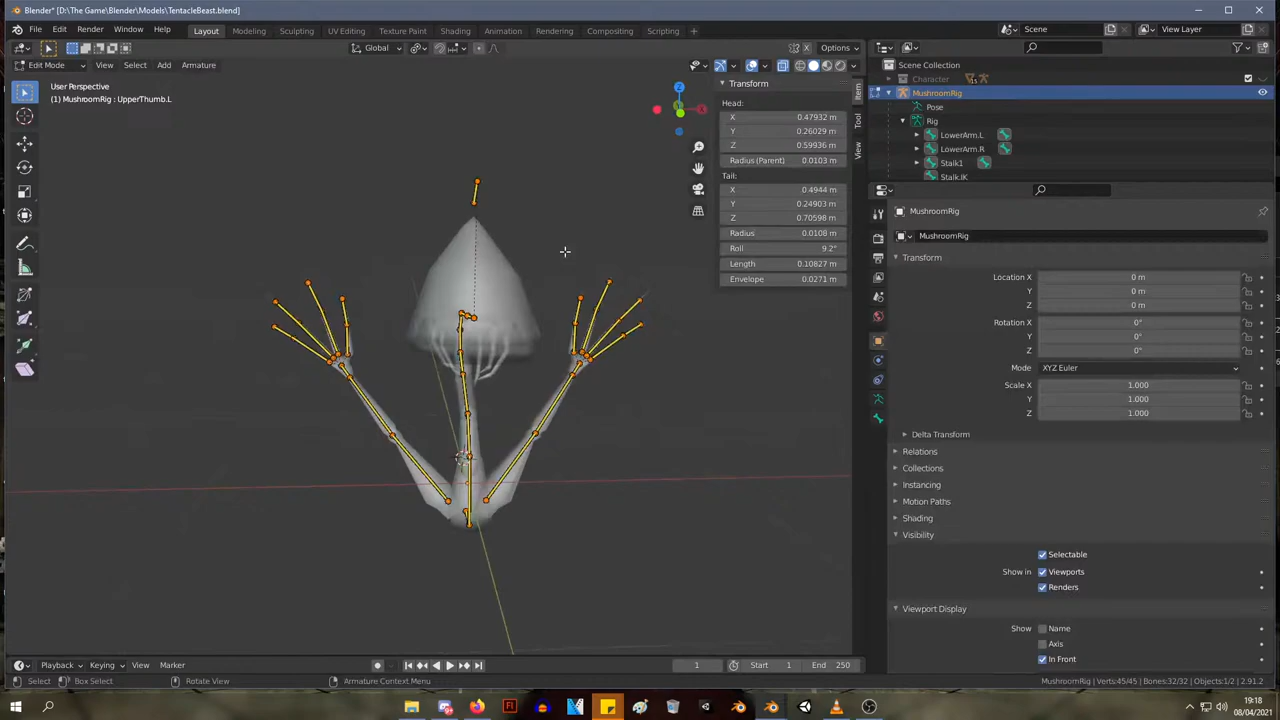 Blender* [D:\The Game\Blender\Models\TentacleBeast.blend]
File Edit Render Window Help Layout Modeling Sculpting UV Editing Texture Paint Shading Animation Rendering Compositing Scripting + Scene View Layer
Global Options
Edit Mode View Select Add Armature
User Perspective
(1) MushroomRig : UpperThumb.L
Z
X
Transform
Head:
X 0.47932 m
Y 0.26029 m
Z 0.59936 m
Radius (Parent) 0.0103 m
Tail:
X 0.4944 m
Y 0.24903 m
Z 0.70598 m
Radius 0.0108 m
Roll 9.2°
Length 0.10827 m
Envelope 0.0271 m
Item
Tool
View
Scene Collection
Character 15
MushroomRig
Pose
Rig
LowerArm.L
LowerArm.R
Stalk1
Stalk.IK
MushroomRig
MushroomRig
Transform
Location X 0 m
Y 0 m
Z 0 m
Rotation X 0°
Y 0°
Z 0°
Mode XYZ Euler
Scale X 1.000
Y 1.000
Z 1.000
Delta Transform
Relations
Collections
Instancing
Motion Paths
Shading
Visibility
Selectable
Show in Viewports
Renders
Viewport Display
Show Name
Axis
In Front
Playback Keying View Marker 1 Start 1 End 250
Select Box Select Rotate View Armature Context Menu MushroomRig | Verts:45/45 | Bones:32/32 | Objects:1/2 | 2.91.2
Fl
19:18
08/04/2021